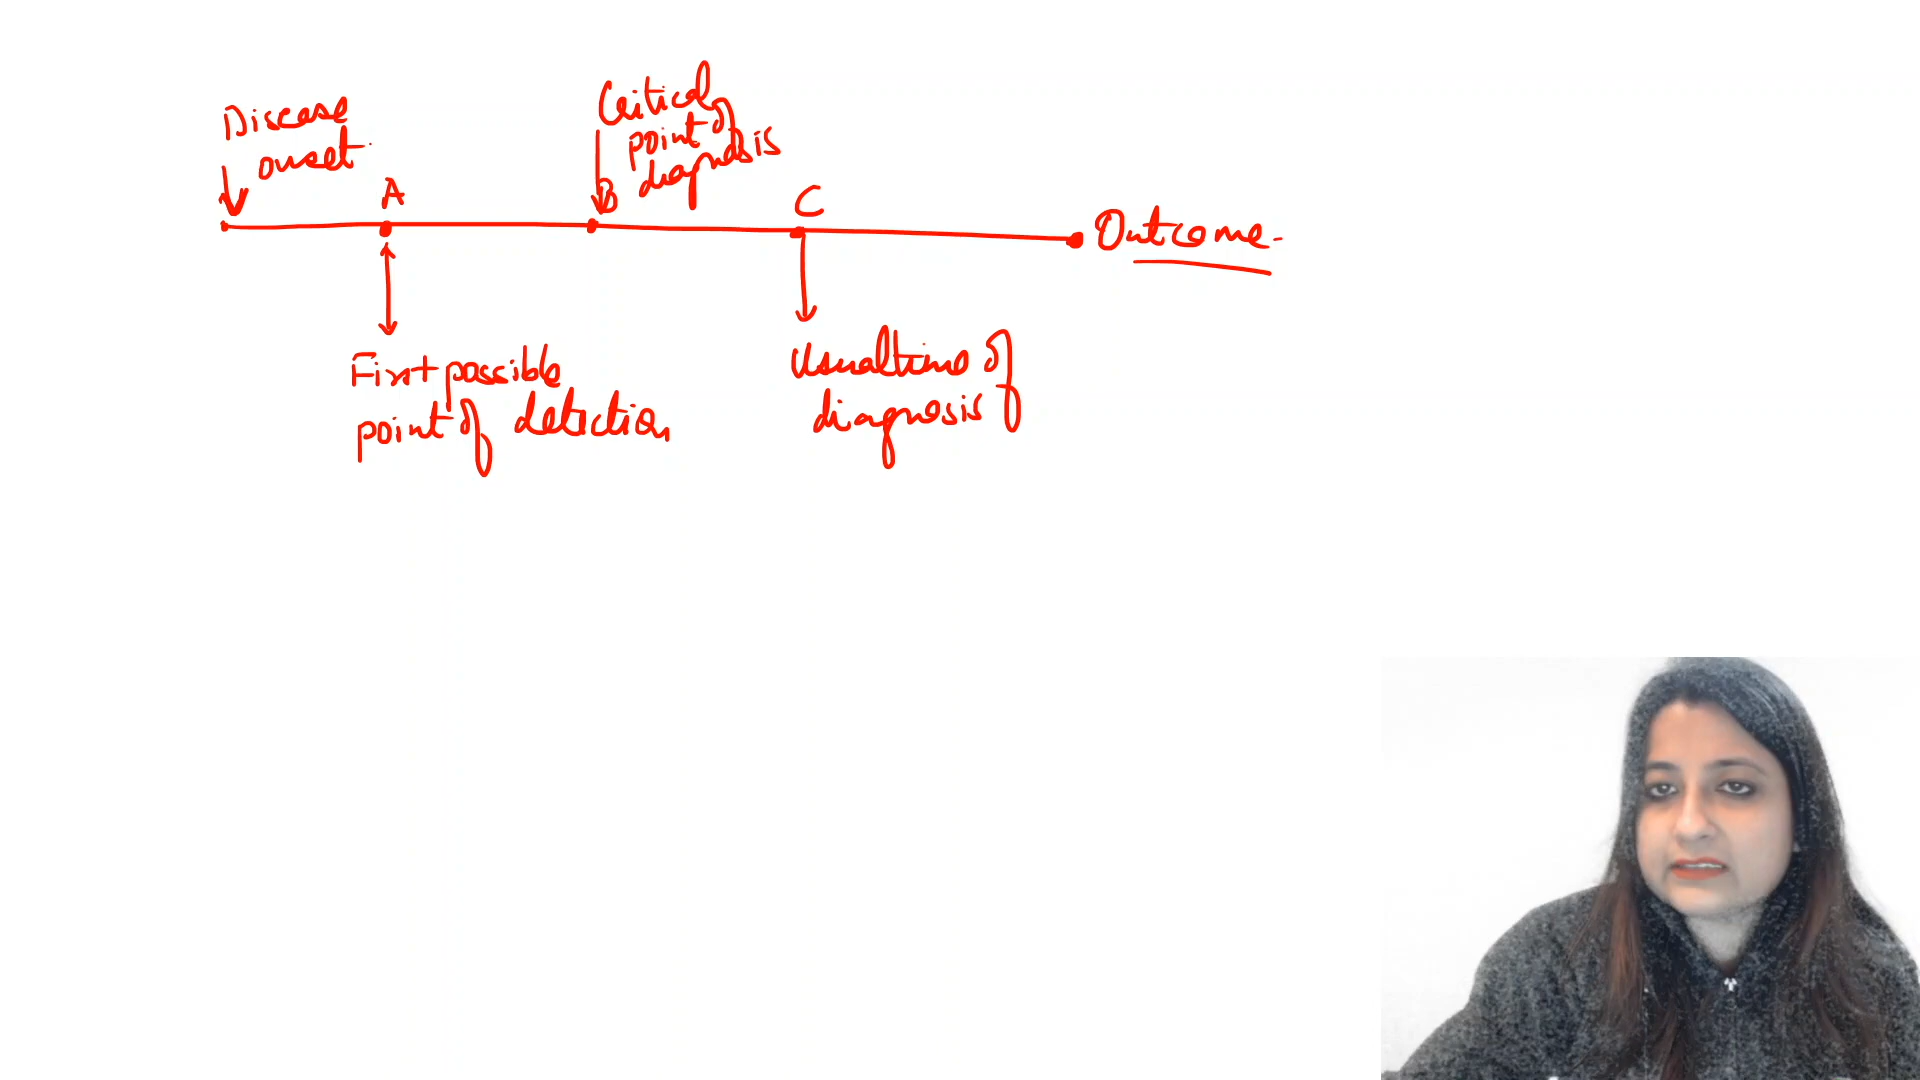 Disease
onset
Critical
point of
diagnosis
A
B
C
Outcome
First possible
point of detection
Usual time of
diagnosis